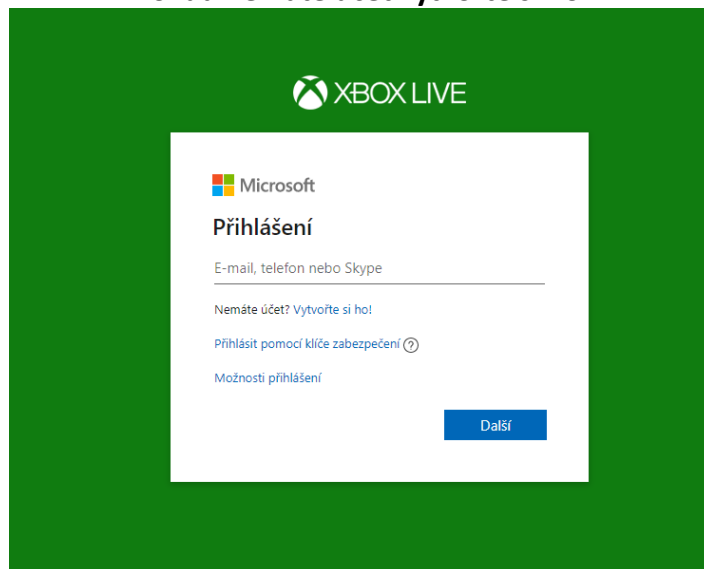 XBOX LIVE
Microsoft
Přihlášení
E-mail, telefon nebo Skype
Nemáte účet? Vytvořte si ho!
Přihlásit pomocí klíče zabezpečení ?
Možnosti přihlášení
Další